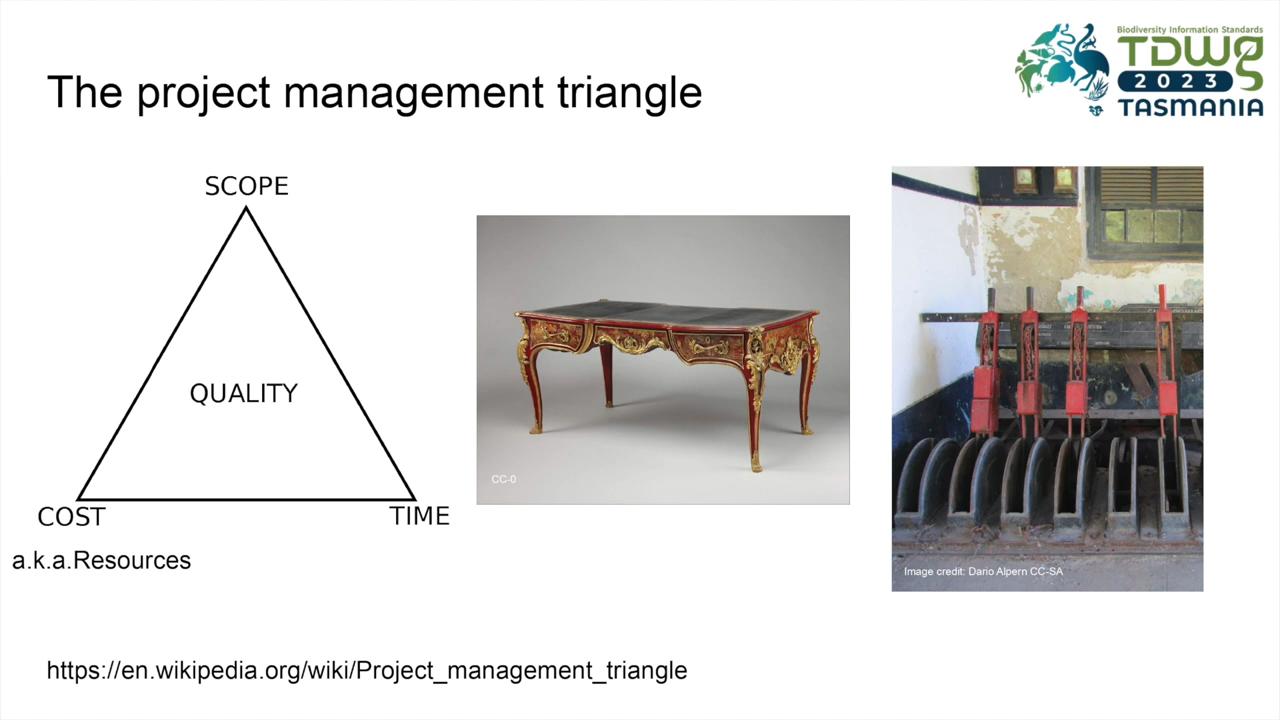 The project management triangle
Biodiversity Information Standards
TDWG
2023
TASMANIA
SCOPE
QUALITY
COST
TIME
a.k.a.Resources
CC-0
Image credit: Dario Alpern CC-SA
https://en.wikipedia.org/wiki/Project_management_triangle